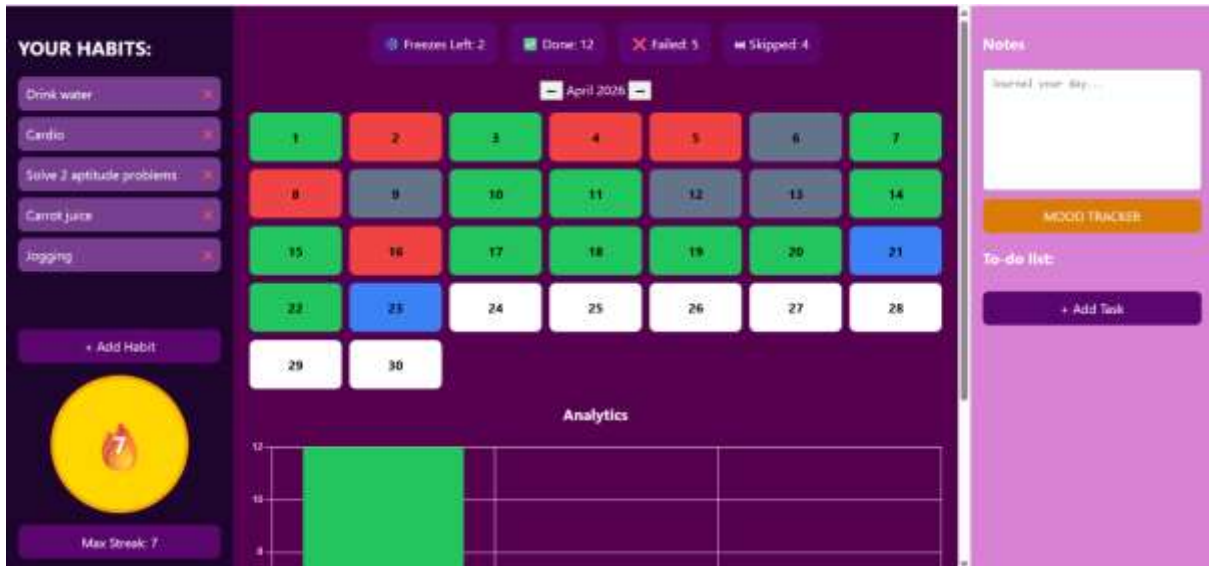 YOUR HABITS:
Drink water ❌
Cardio ❌
Solve 2 aptitude problems ❌
Carrot juice ❌
Jogging ❌
+ Add Habit
7
Max Streak: 7
❄️ Freezes Left: 2 ✅ Done: 12 ❌ Failed: 5 ⏭ Skipped: 4
April 2026
1 2 3 4 5 6 7
8 9 10 11 12 13 14
15 16 17 18 19 20 21
22 23 24 25 26 27 28
29 30
Analytics
12
10
8
Notes
Journal your day...
MOOD TRACKER
To-do list:
+ Add Task